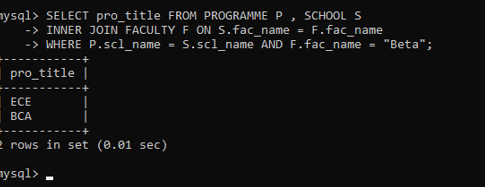 mysql> SELECT pro_title FROM PROGRAMME P , SCHOOL S
-> INNER JOIN FACULTY F ON S.fac_name = F.fac_name
-> WHERE P.scl_name = S.scl_name AND F.fac_name = "Beta";
+-----------+
| pro_title |
+-----------+
| ECE |
| BCA |
+-----------+
2 rows in set (0.01 sec)
mysql>